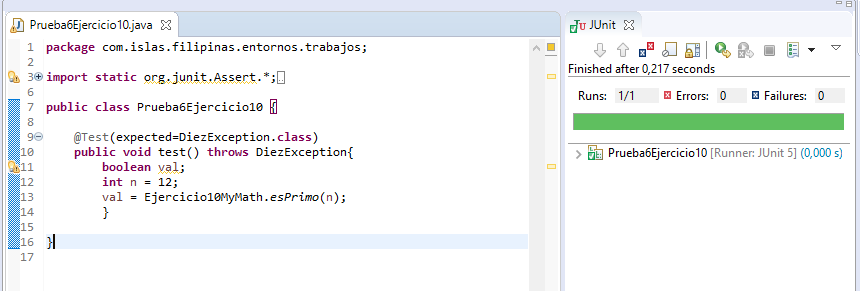 Prueba6Ejercicio10.java
1 package com.islas.filipinas.entornos.trabajos;
2
3 import static org.junit.Assert.*;
6
7 public class Prueba6Ejercicio10 {
8
9 @Test(expected=DiezException.class)
10 public void test() throws DiezException{
11 boolean val;
12 int n = 12;
13 val = Ejercicio10MyMath.esPrimo(n);
14 }
15
16 }
17
JUnit
Finished after 0,217 seconds
Runs: 1/1 Errors: 0 Failures: 0
Prueba6Ejercicio10 [Runner: JUnit 5] (0,000 s)